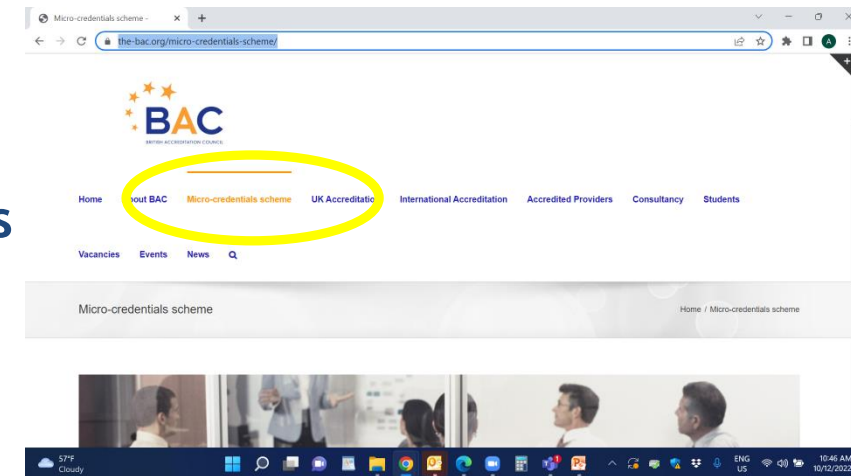 Micro-credentials scheme -
the-bac.org/micro-credentials-scheme/
A
BAC
BRITISH ACCREDITATION COUNCIL
Home About BAC Micro-credentials scheme UK Accreditation International Accreditation Accredited Providers Consultancy Students
s
Vacancies Events News
Micro-credentials scheme Home / Micro-credentials scheme
57°F
Cloudy
ENG
US
10:46 AM
10/12/2022